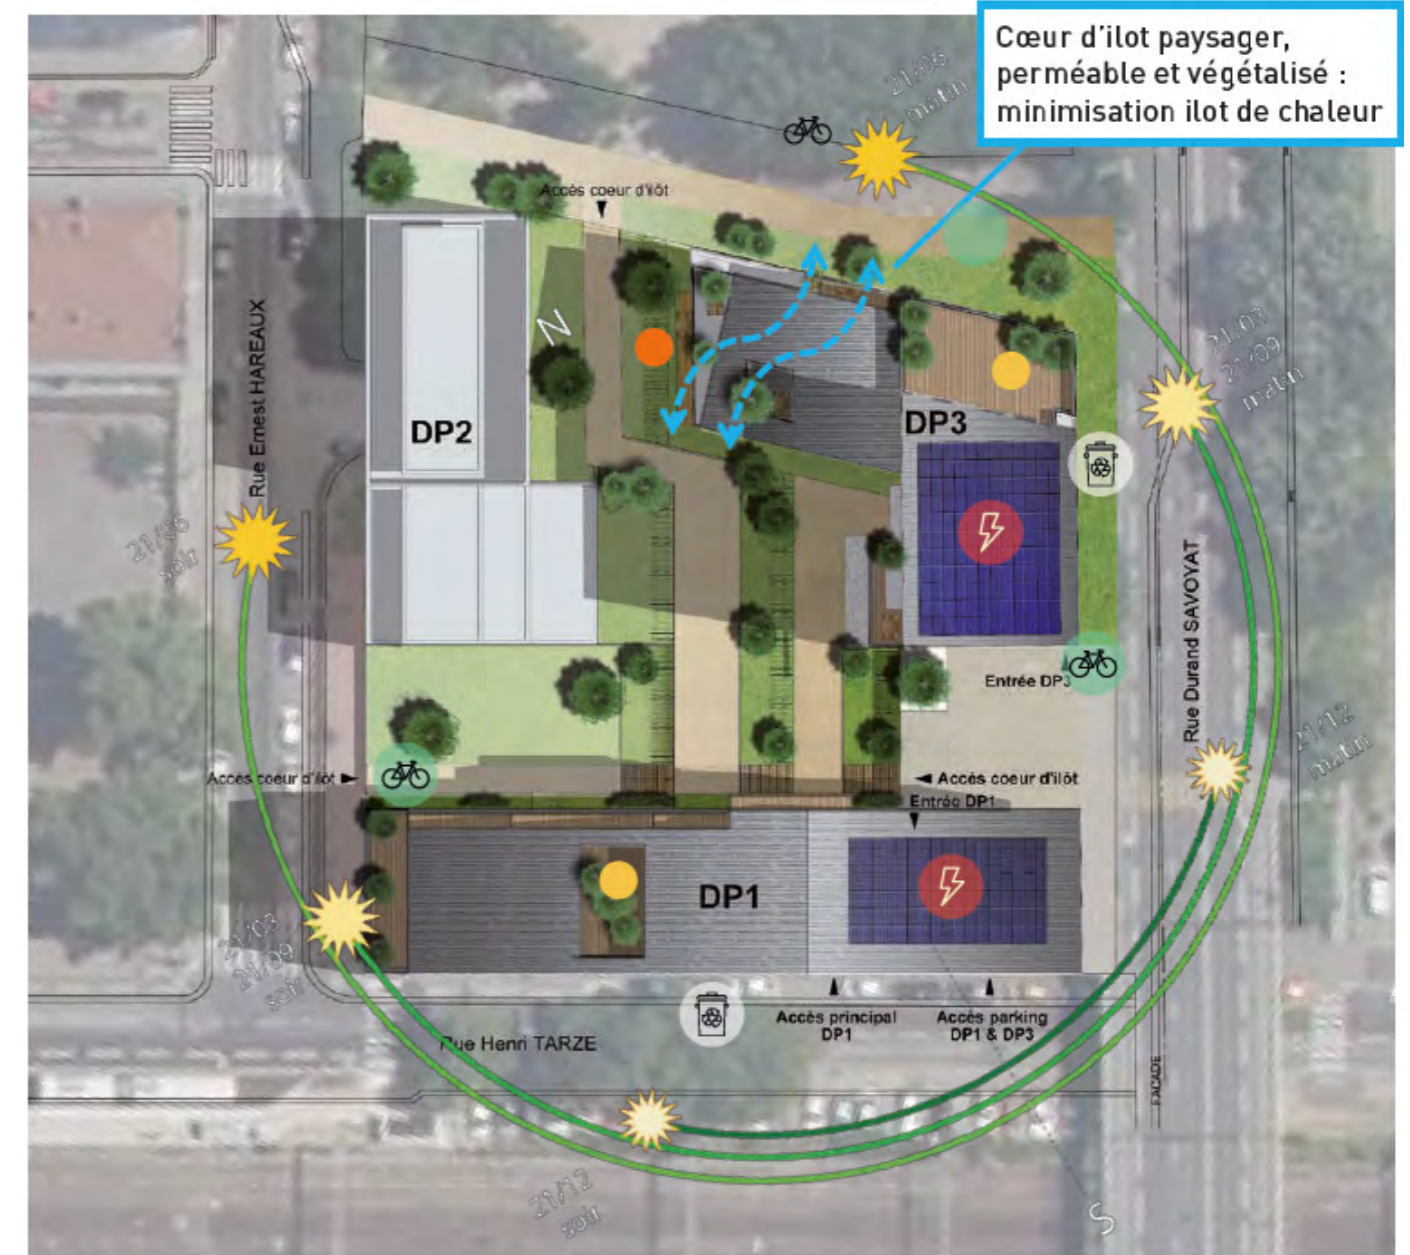 Cœur d'ilot paysager,
perméable et végétalisé :
minimisation ilot de chaleur
21/06
matin
Accès coeur d'ilôt
Rue Ernest HAREAUX
N
21/03
21/09
matin
DP2
DP3
21/06
soir
Rue Durand SAVOYAT
Entrée DP3
21/12
matin
Accès coeur d'ilôt
Accès coeur d'ilôt
Entrée DP1
DP1
21/03
21/09
soir
Accès principal
DP1
Accès parking
DP1 & DP3
Rue Henri TARZE
FACADE
21/12
soir
S